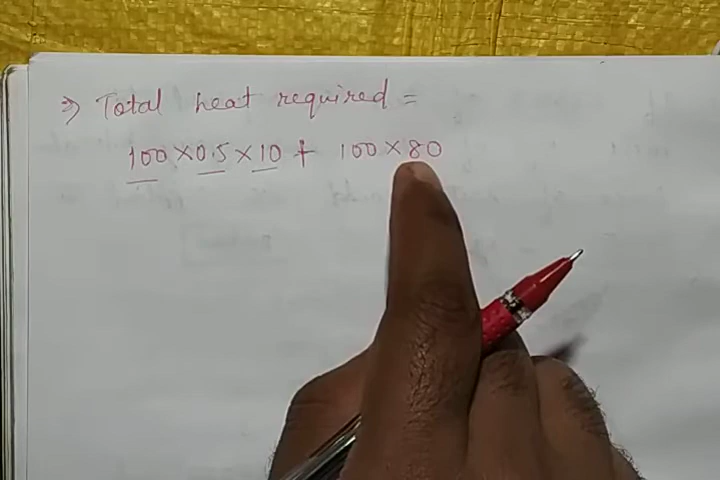 ⇒ Total heat required =
100 × 0.5 × 10 + 100 × 80